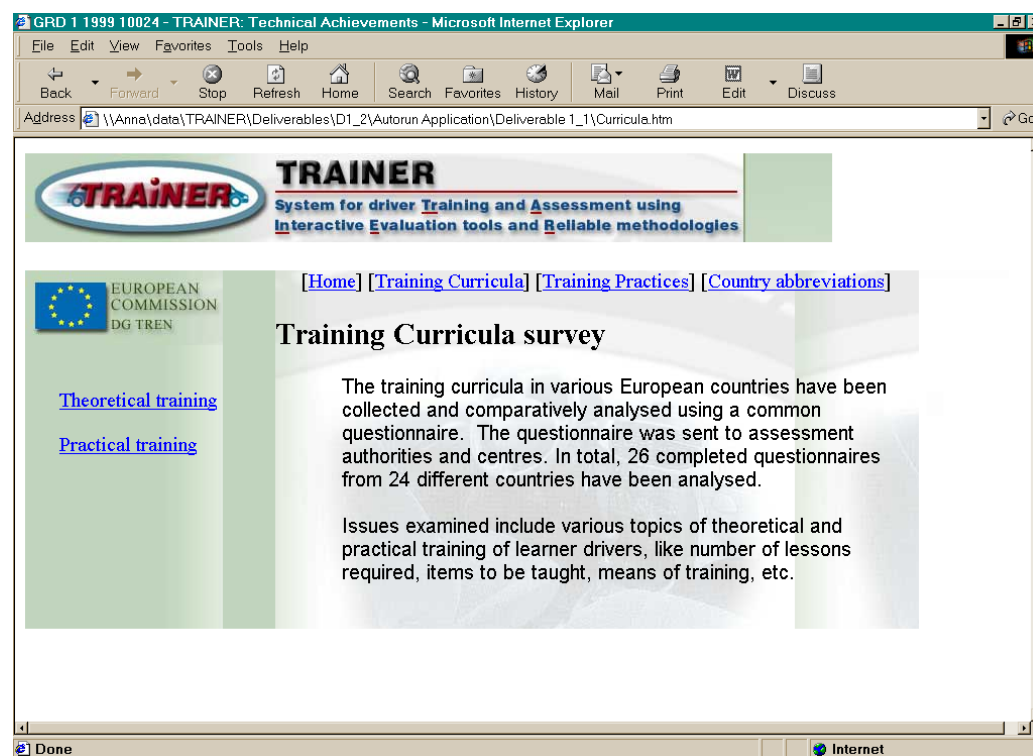 GRD 1 1999 10024 - TRAINER: Technical Achievements - Microsoft Internet Explorer
File Edit View Favorites Tools Help
Back Forward Stop Refresh Home Search Favorites History Mail Print Edit Discuss
Address \\Anna\data\TRAINER\Deliverables\D1_2\Autorun Application\Deliverable 1_1\Curricula.htm Go
TRAiNER
TRAINER
System for driver Training and Assessment using
Interactive Evaluation tools and Reliable methodologies
EUROPEAN
COMMISSION
DG TREN
[Home] [Training Curricula] [Training Practices] [Country abbreviations]
Training Curricula survey
Theoretical training
Practical training
The training curricula in various European countries have been
collected and comparatively analysed using a common
questionnaire. The questionnaire was sent to assessment
authorities and centres. In total, 26 completed questionnaires
from 24 different countries have been analysed.
Issues examined include various topics of theoretical and
practical training of learner drivers, like number of lessons
required, items to be taught, means of training, etc.
Done Internet